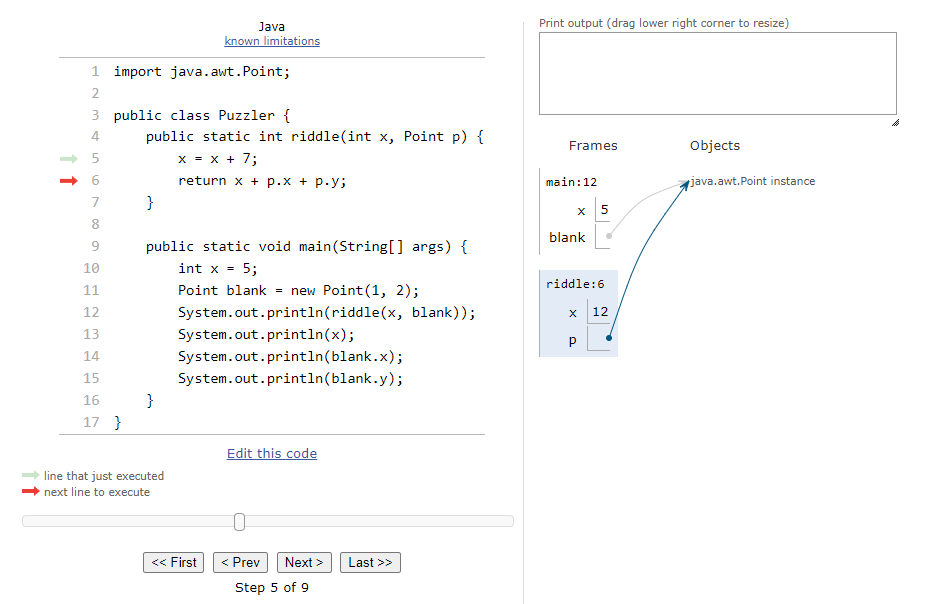 Java
known limitations
1 import java.awt.Point;
2
3 public class Puzzler {
4 public static int riddle(int x, Point p) {
5 x = x + 7;
6 return x + p.x + p.y;
7 }
8
9 public static void main(String[] args) {
10 int x = 5;
11 Point blank = new Point(1, 2);
12 System.out.println(riddle(x, blank));
13 System.out.println(x);
14 System.out.println(blank.x);
15 System.out.println(blank.y);
16 }
17 }
Edit this code
line that just executed
next line to execute
<< First < Prev Next > Last >>
Step 5 of 9
Print output (drag lower right corner to resize)
Frames Objects
main:12 java.awt.Point instance
x 5
blank
riddle:6
x 12
p